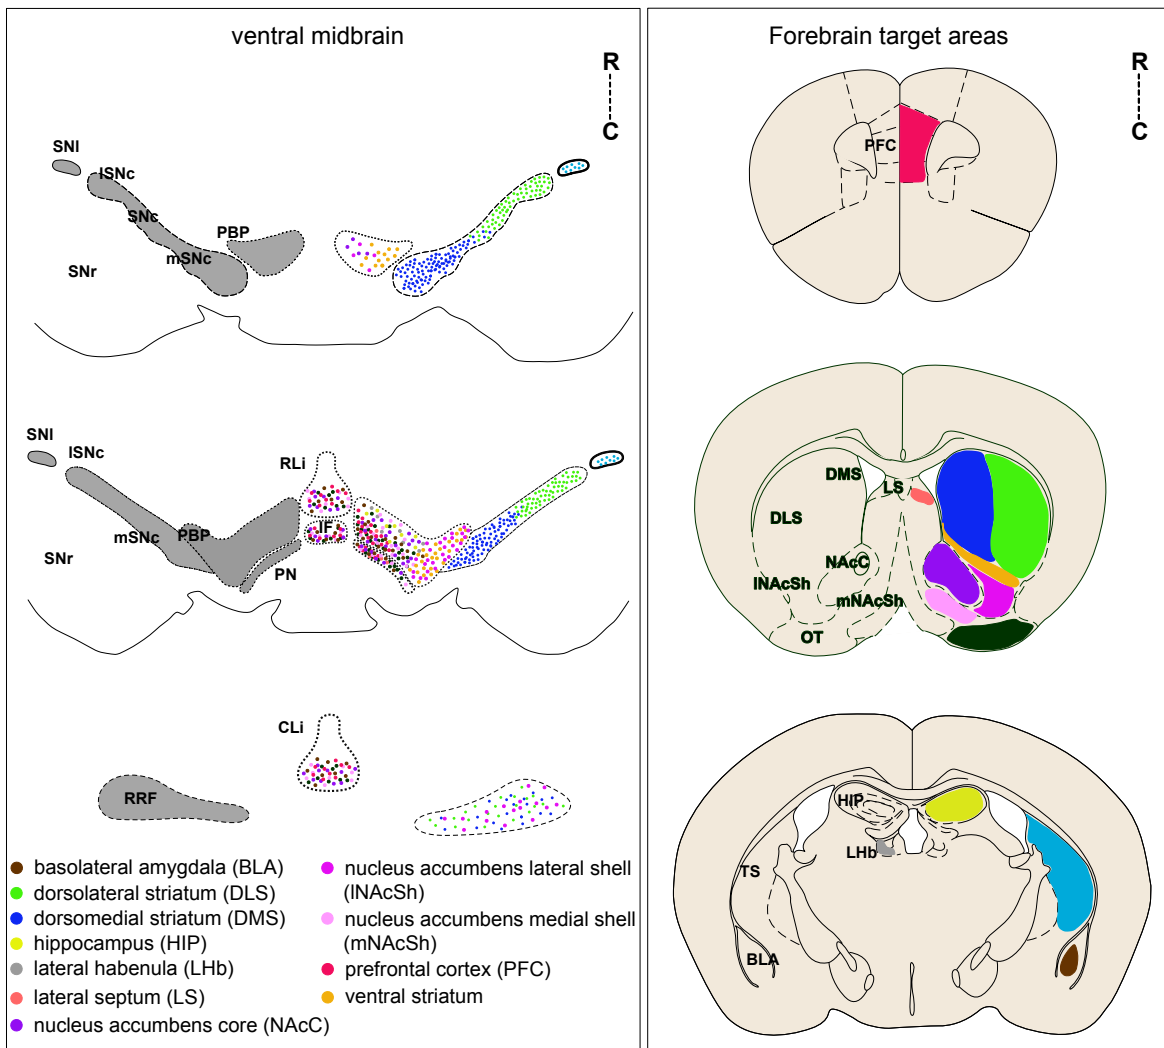 ventral midbrain
R
C
SNl
lSNc
SNc
PBP
mSNc
SNr
SNl
lSNc
RLi
IF
mSNc
PBP
SNr
PN
CLi
RRF
basolateral amygdala (BLA)
dorsolateral striatum (DLS)
dorsomedial striatum (DMS)
hippocampus (HIP)
lateral habenula (LHb)
lateral septum (LS)
nucleus accumbens core (NAcC)
nucleus accumbens lateral shell
(lNAcSh)
nucleus accumbens medial shell
(mNAcSh)
prefrontal cortex (PFC)
ventral striatum
Forebrain target areas
R
C
PFC
DMS
LS
DLS
NAcC
lNAcSh
mNAcSh
OT
HIP
LHb
TS
BLA